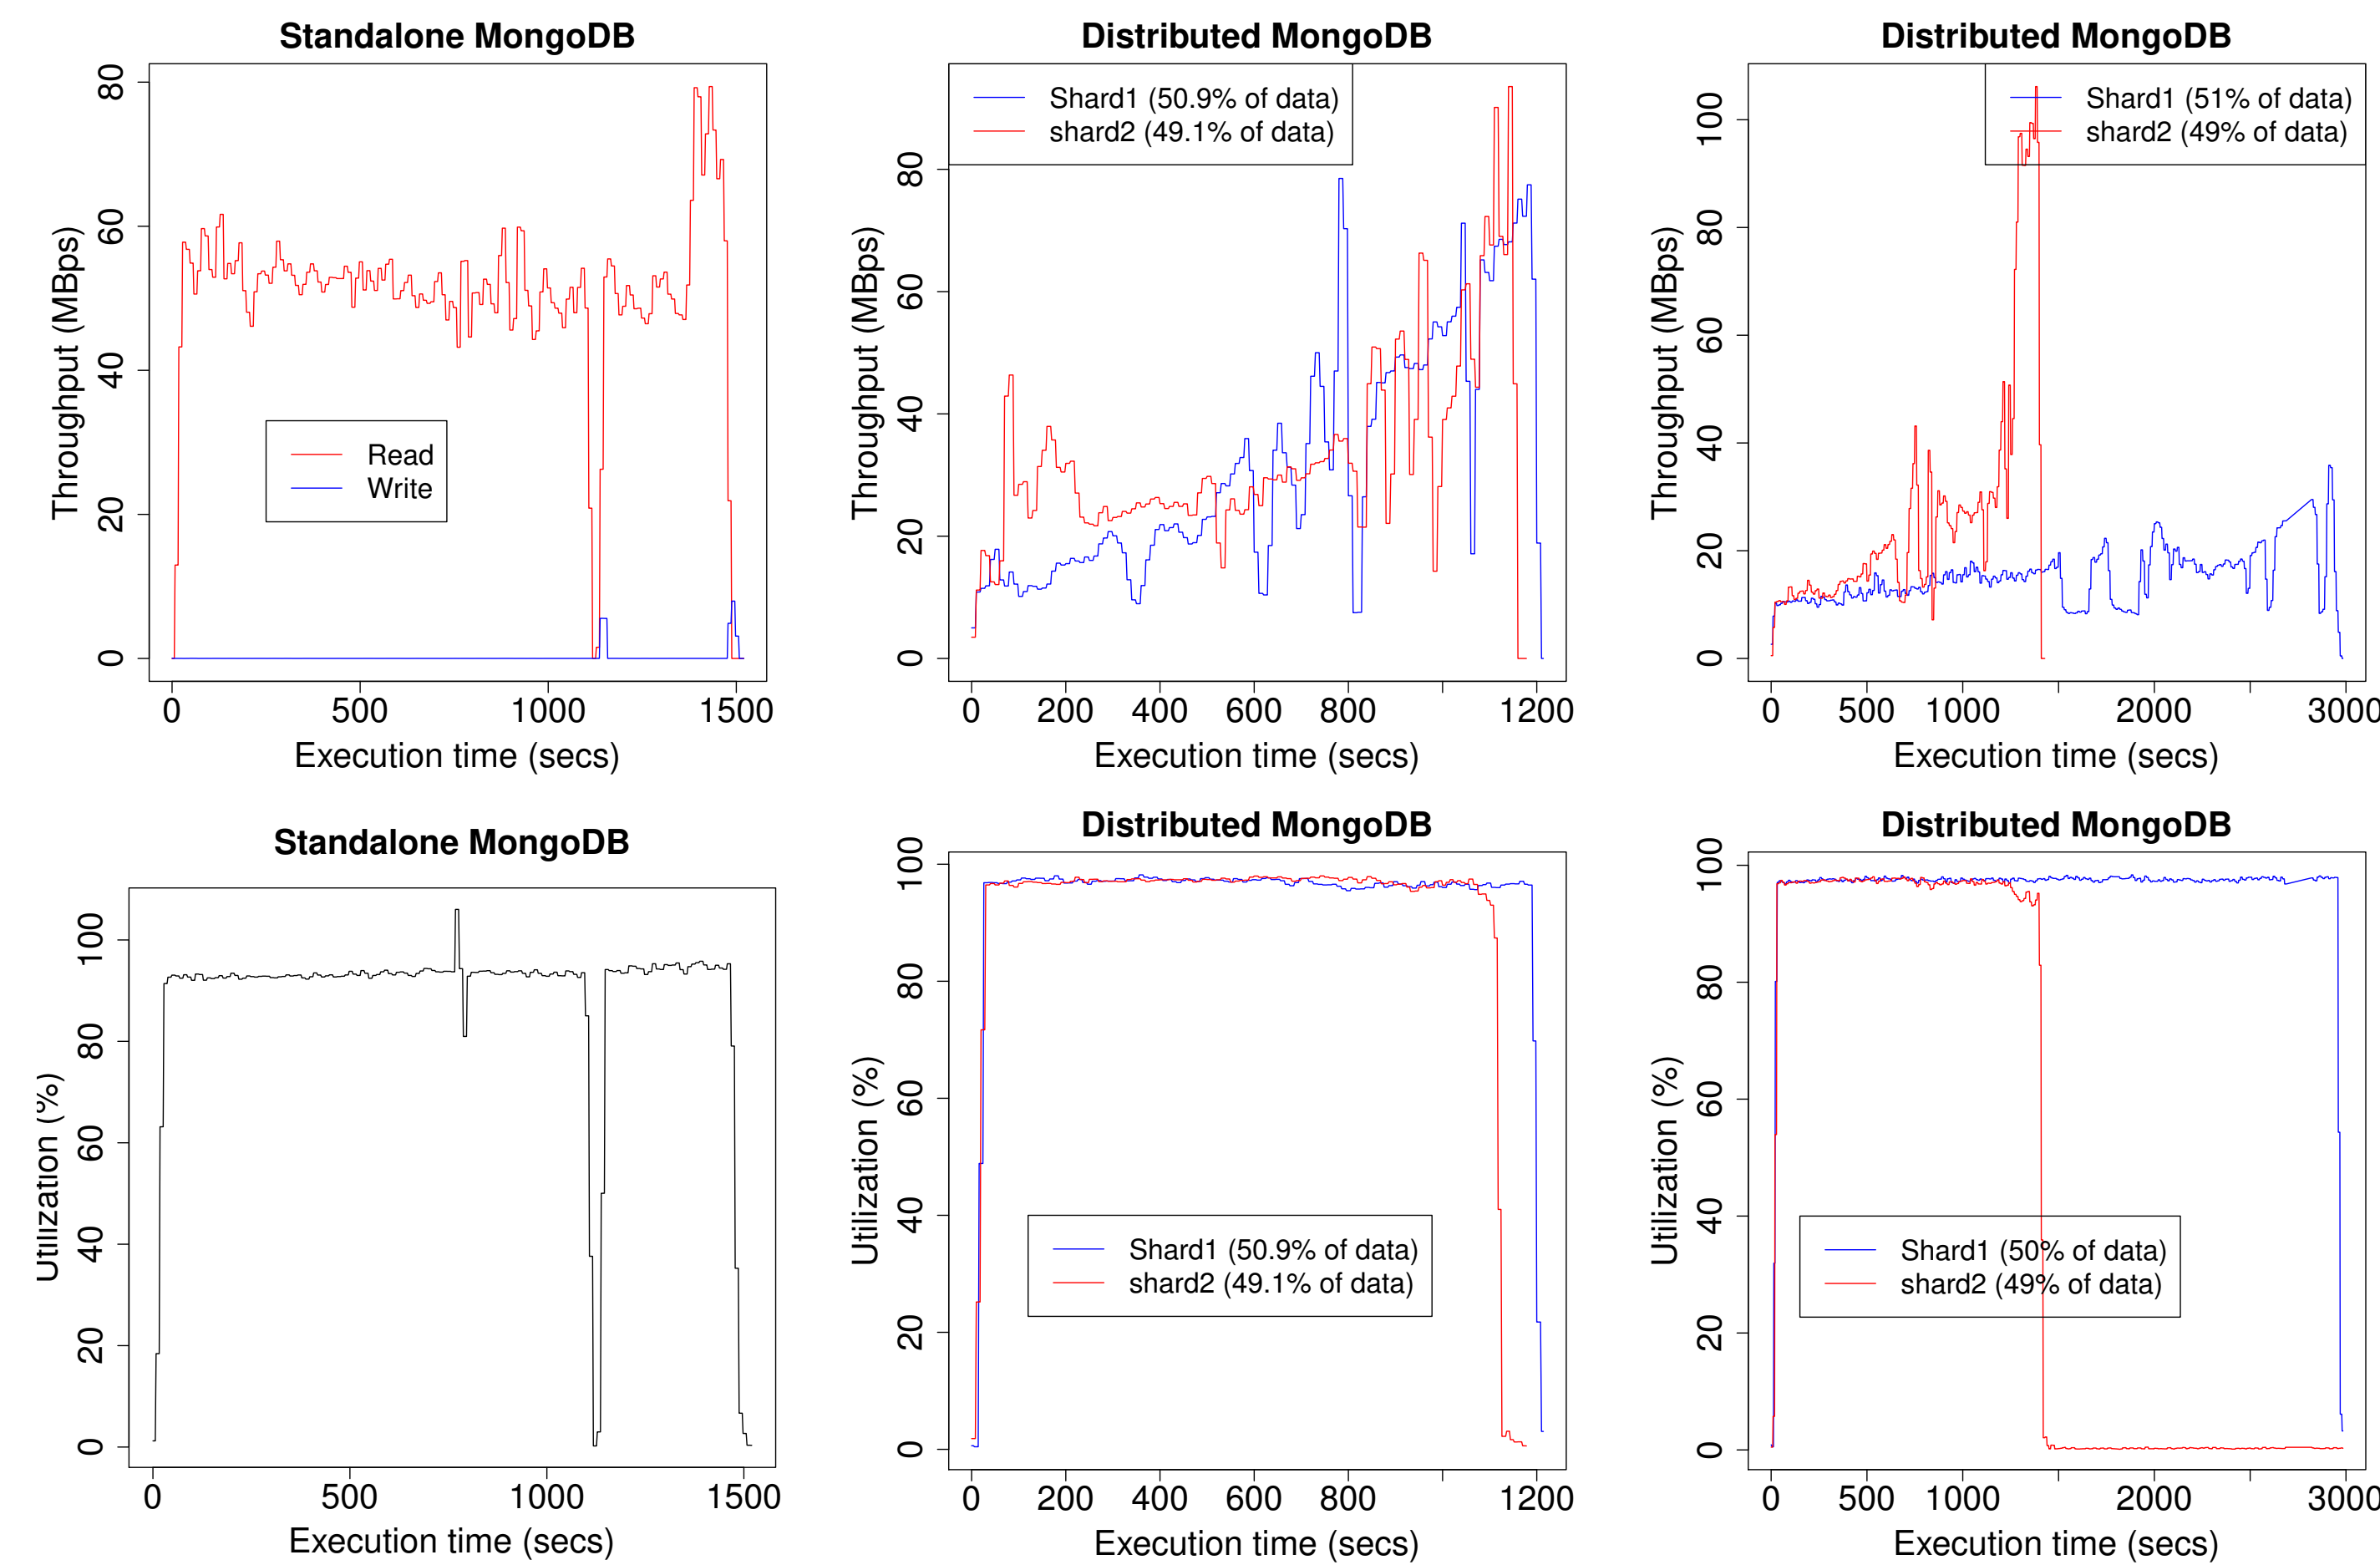 Standalone MongoDB
80
60
40
20
0
Throughput (MBps)
Read
Write
0 500 1000 1500
Execution time (secs)
Distributed MongoDB
Shard1 (50.9% of data)
shard2 (49.1% of data)
80
60
40
20
0
Throughput (MBps)
0 200 400 600 800 1200
Execution time (secs)
Distributed MongoDB
Shard1 (51% of data)
shard2 (49% of data)
100
80
60
40
20
0
Throughput (MBps)
0 500 1000 2000 3000
Execution time (secs)
Standalone MongoDB
100
80
60
40
20
0
Utilization (%)
0 500 1000 1500
Execution time (secs)
Distributed MongoDB
100
80
60
40
20
0
Utilization (%)
Shard1 (50.9% of data)
shard2 (49.1% of data)
0 200 400 600 800 1200
Execution time (secs)
Distributed MongoDB
100
80
60
40
20
0
Utilization (%)
Shard1 (50% of data)
shard2 (49% of data)
0 500 1000 2000 3000
Execution time (secs)